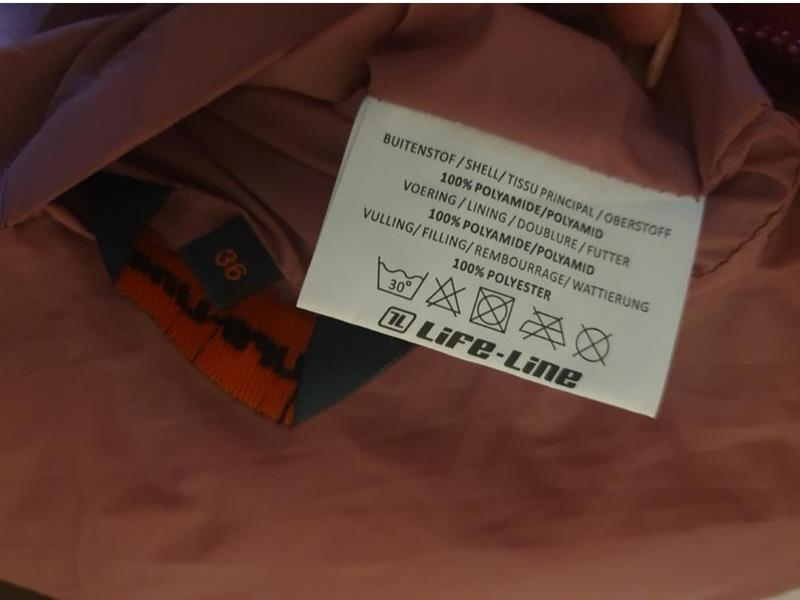 BUITENSTOF / SHELL / TISSU PRINCIPAL / OBERSTOFF
100% POLYAMIDE/POLYAMID
VOERING / LINING / DOUBLURE / FUTTER
100% POLYAMIDE/POLYAMID
VULLING / FILLING / REMBOURRAGE / WATTIERUNG
100% POLYESTER
30°
LIFE-LINE
36